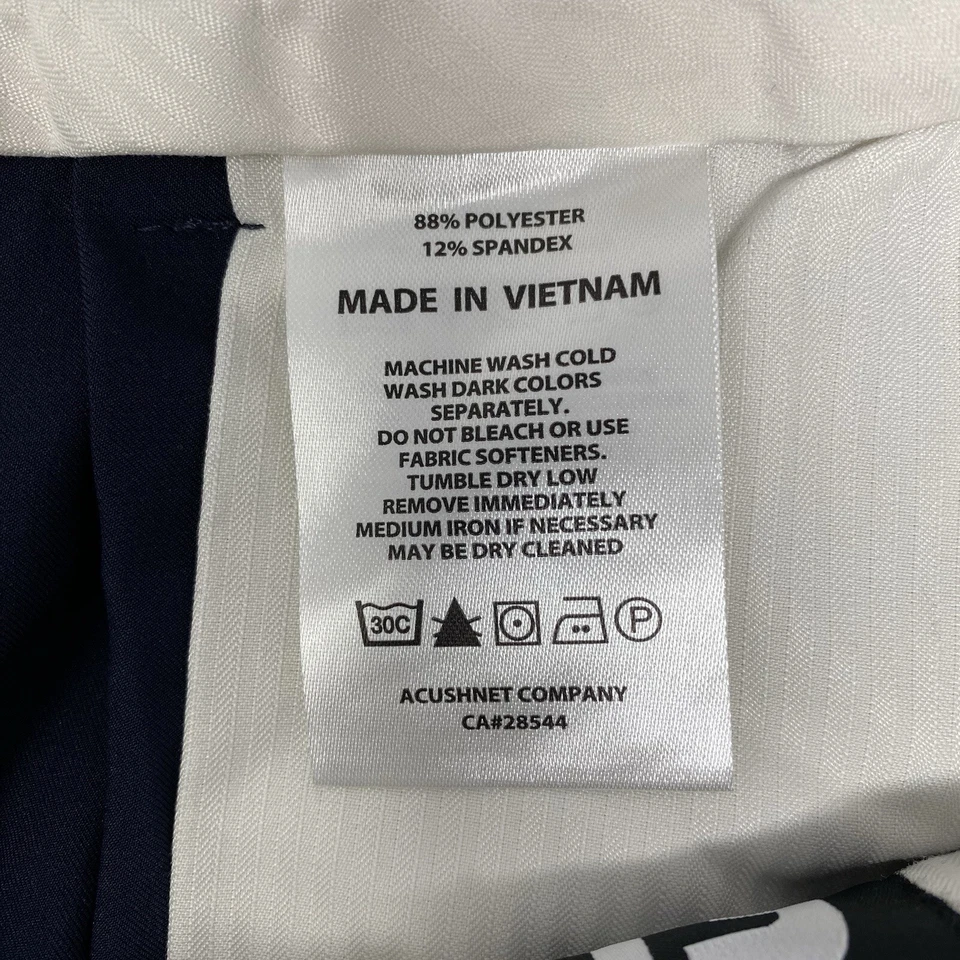 88% POLYESTER
12% SPANDEX
MADE IN VIETNAM
MACHINE WASH COLD
WASH DARK COLORS
SEPARATELY.
DO NOT BLEACH OR USE
FABRIC SOFTENERS.
TUMBLE DRY LOW
REMOVE IMMEDIATELY
MEDIUM IRON IF NECESSARY
MAY BE DRY CLEANED
30C P
ACUSHNET COMPANY
CA#28544